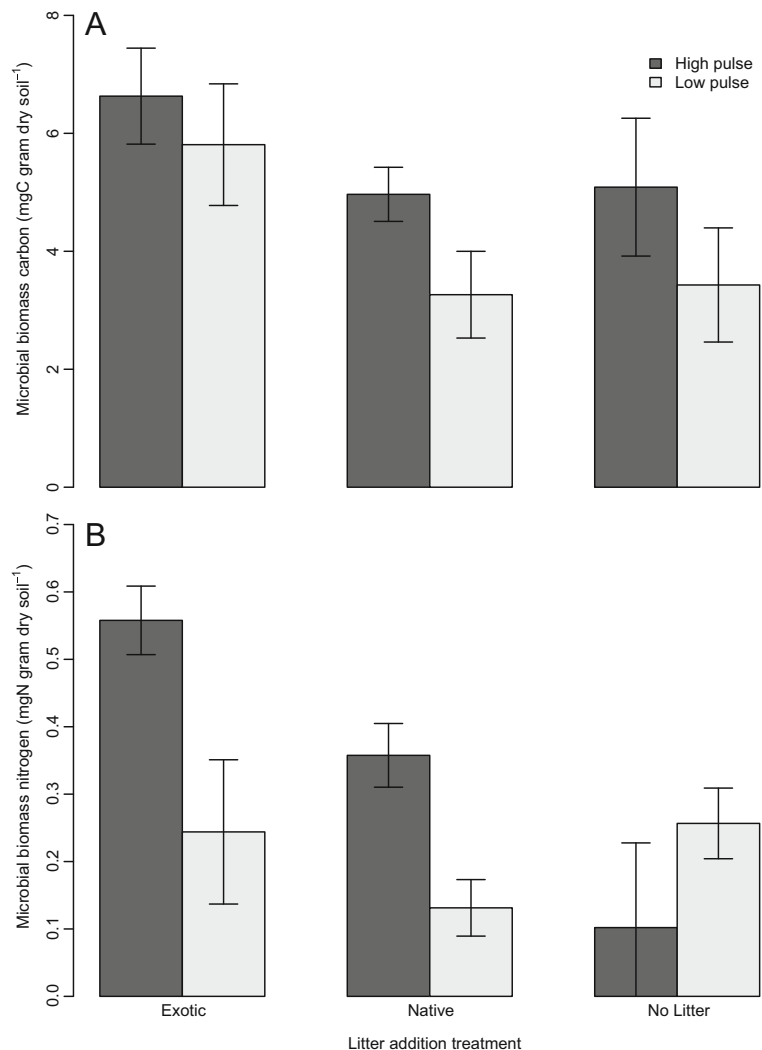 A
High pulse
Low pulse
Microbial biomass carbon (mgC gram dry soil⁻¹)
8
6
4
2
0
B
Microbial biomass nitrogen (mgN gram dry soil⁻¹)
0.7
0.6
0.5
0.4
0.3
0.2
0.1
0.0
Exotic Native No Litter
Litter addition treatment